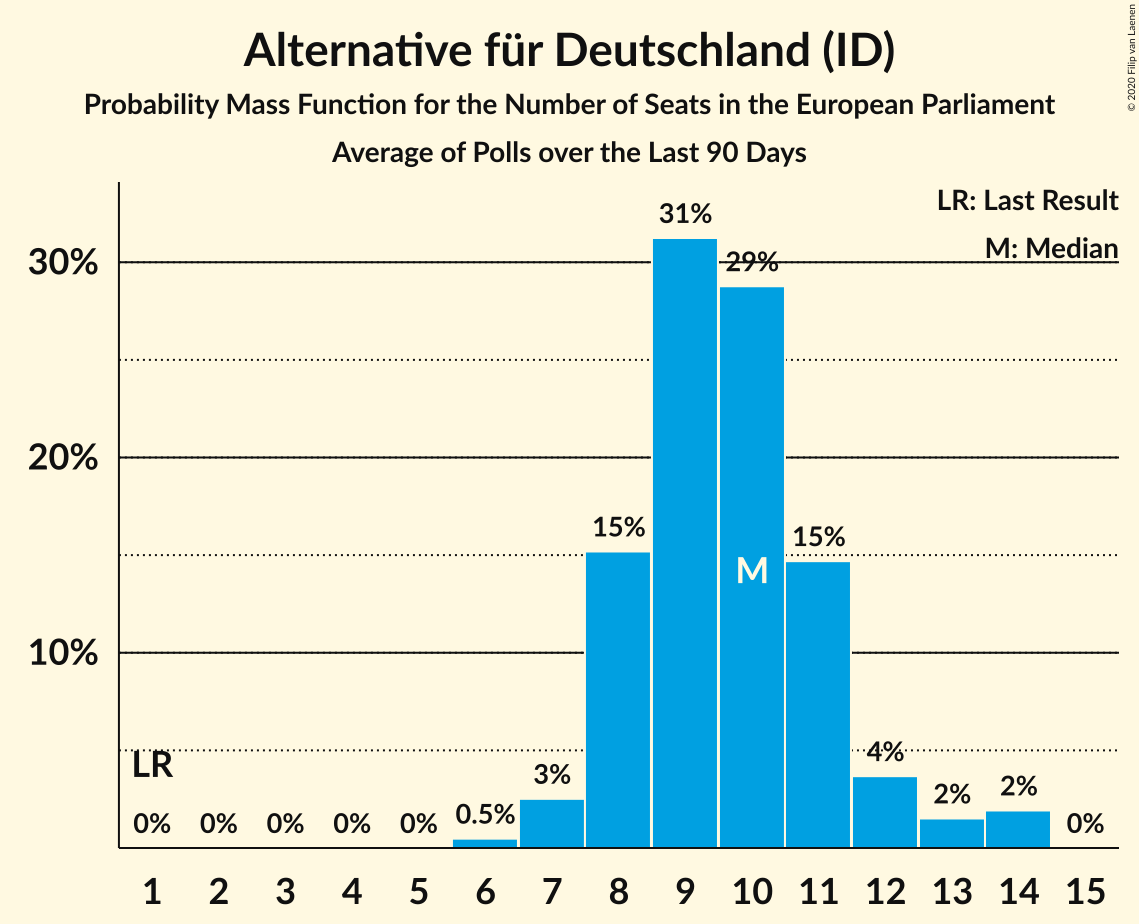 Alternative für Deutschland (ID)
Probability Mass Function for the Number of Seats in the European Parliament
Average of Polls over the Last 90 Days
© 2020 Filip van Laenen
LR: Last Result
M: Median
30%
20%
10%
LR
0% 0% 0% 0% 0% 0.5% 3% 15% 31% 29% 15% 4% 2% 2% 0%
M
1 2 3 4 5 6 7 8 9 10 11 12 13 14 15